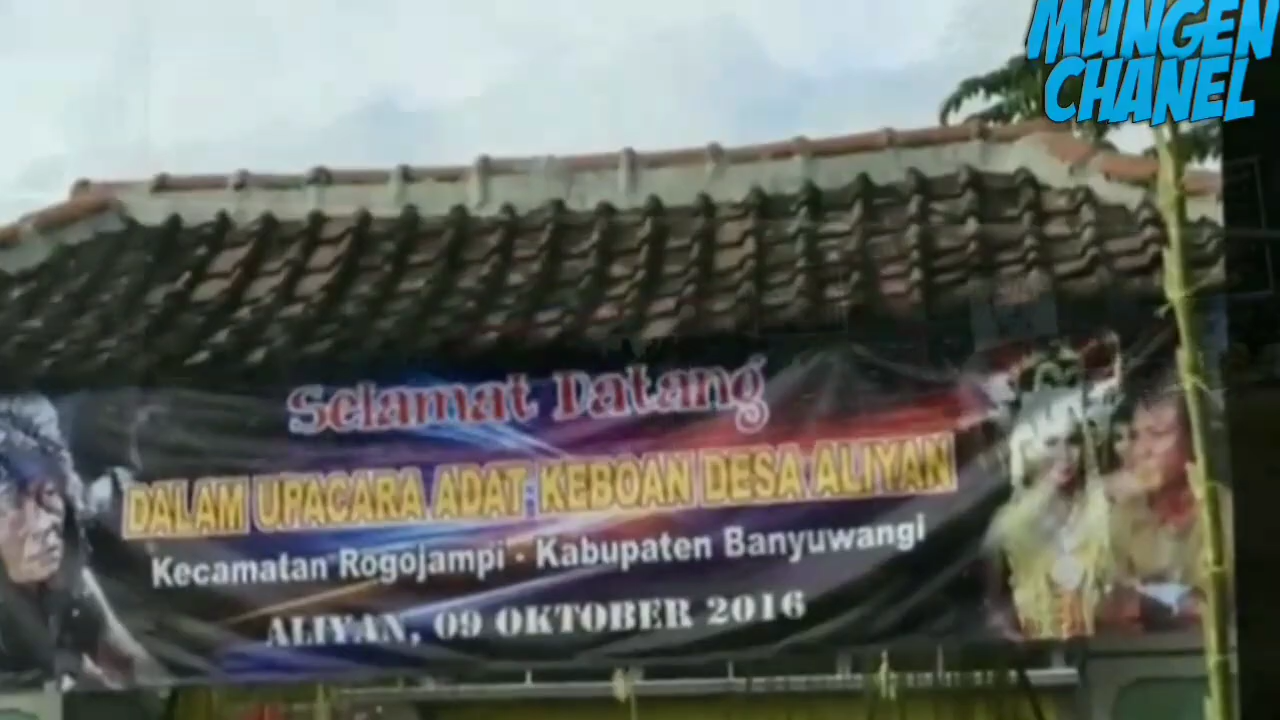 MUNGEN
CHANEL
Selamat Datang
DALAM UPACARA ADAT KEBOAN DESA ALIYAN
Kecamatan Rogojampi - Kabupaten Banyuwangi
ALIYAN, 09 OKTOBER 2016